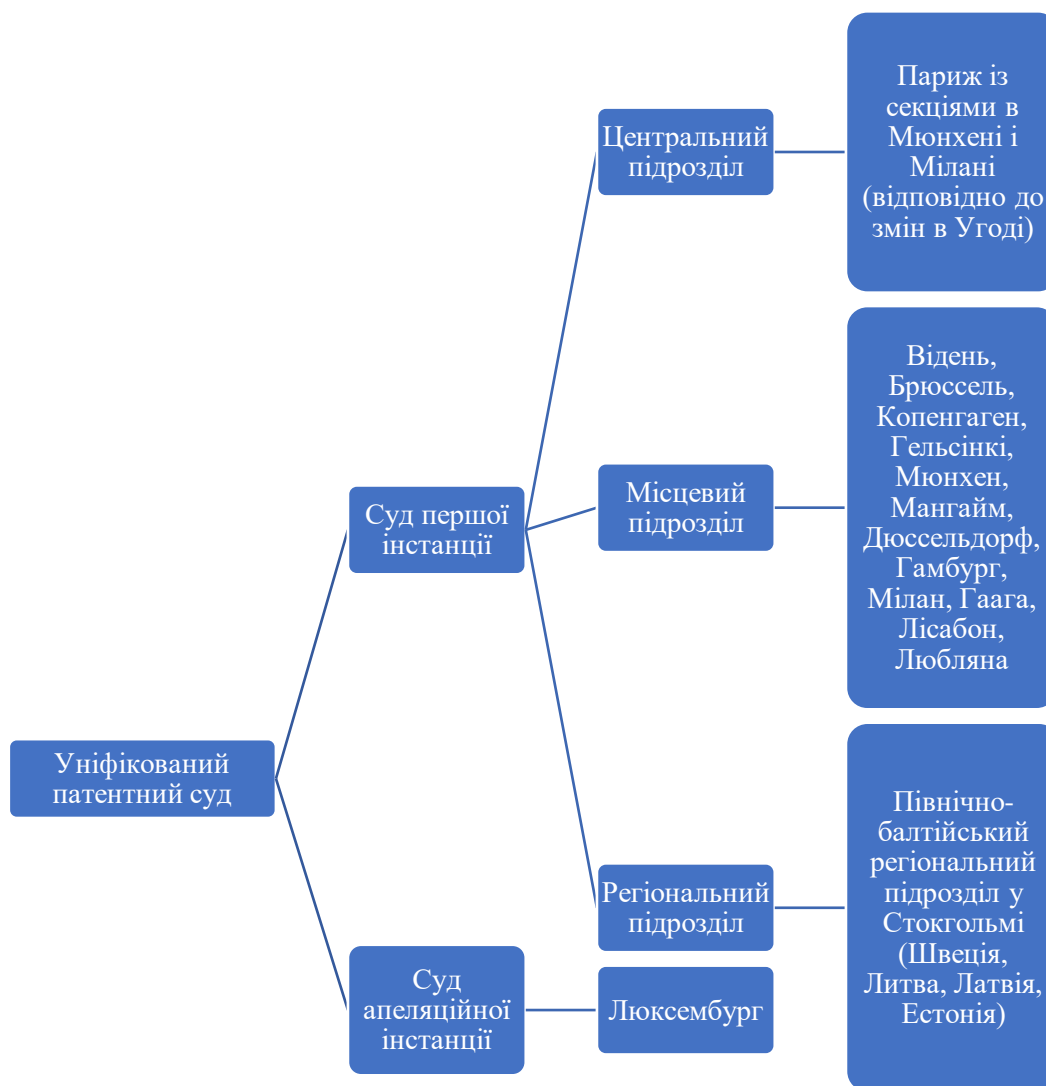 Уніфікований
патентний суд
Суд першої
інстанції
Центральний
підрозділ
Париж із
секціями в
Мюнхені і
Мілані
(відповідно до
змін в Угоді)
Місцевий
підрозділ
Відень,
Брюссель,
Копенгаген,
Гельсінкі,
Мюнхен,
Мангайм,
Дюссельдорф,
Гамбург,
Мілан, Гаага,
Лісабон,
Любляна
Регіональний
підрозділ
Північно-
балтійський
регіональний
підрозділ у
Стокгольмі
(Швеція,
Литва, Латвія,
Естонія)
Суд
апеляційної
інстанції
Люксембург